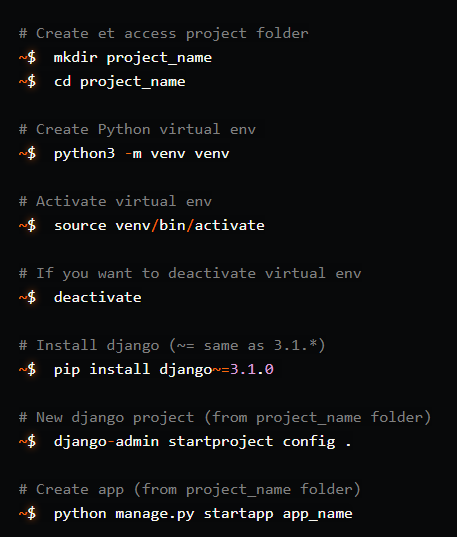 # Create et access project folder
~$  mkdir project_name
~$  cd project_name
# Create Python virtual env
~$  python3 -m venv venv
# Activate virtual env
~$  source venv/bin/activate
# If you want to deactivate virtual env
~$  deactivate
# Install django (~= same as 3.1.*)
~$  pip install django~=3.1.0
# New django project (from project_name folder)
~$  django-admin startproject config .
# Create app (from project_name folder)
~$  python manage.py startapp app_name